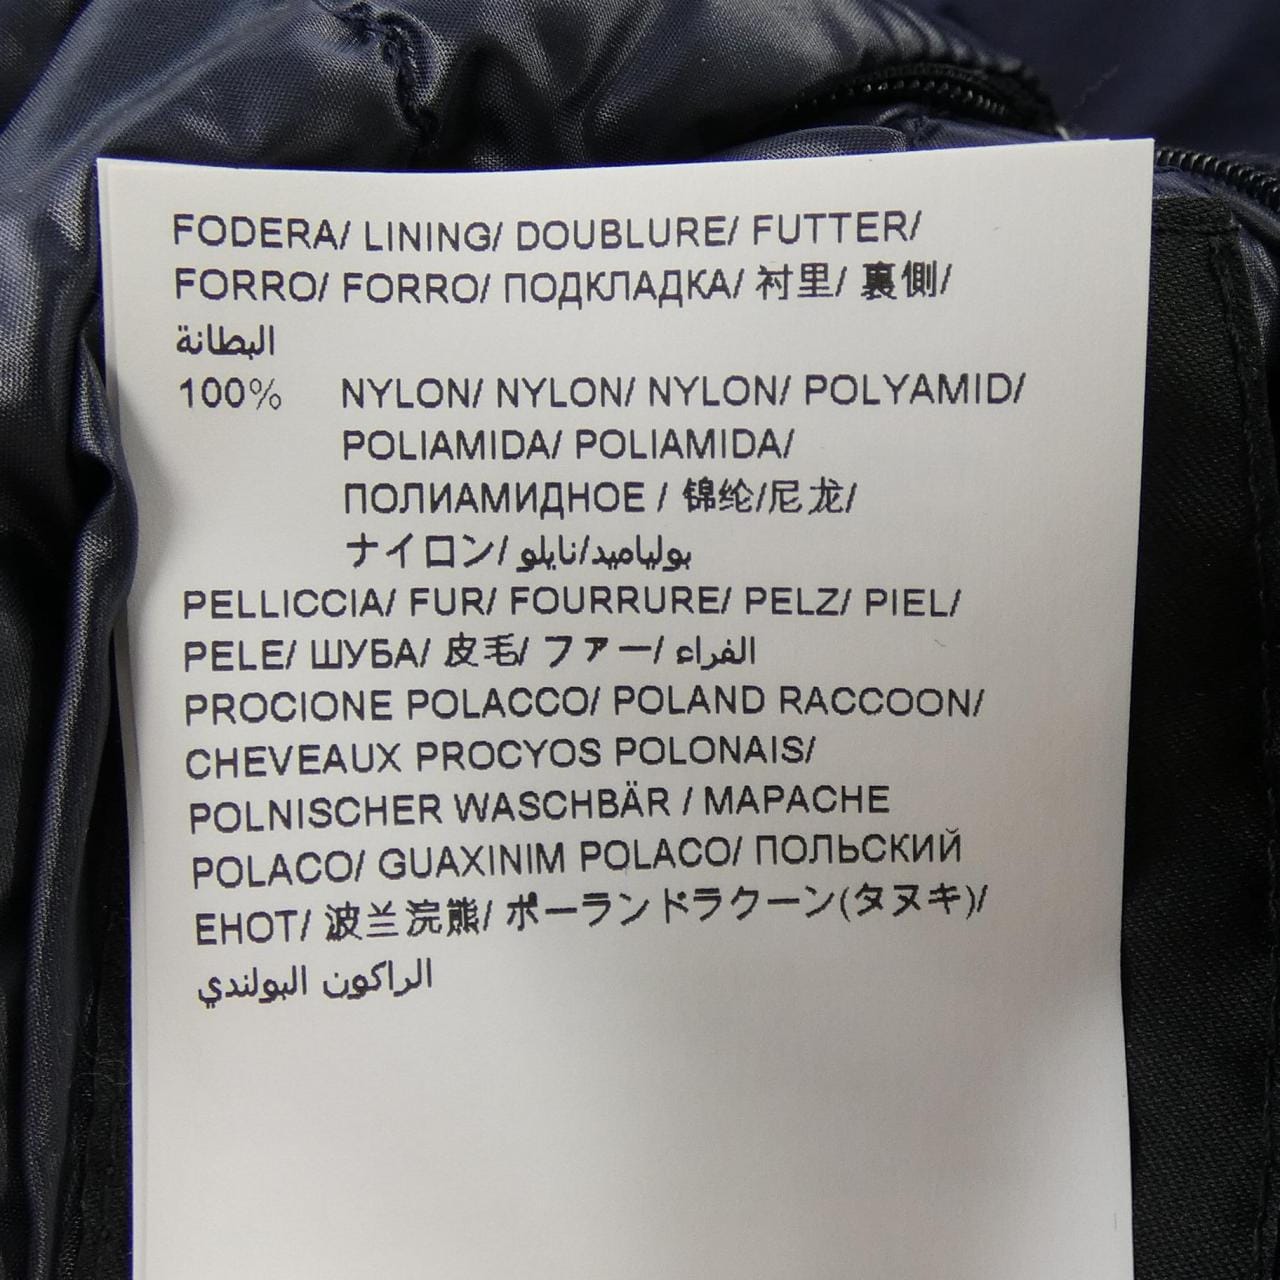 FODERA/ LINING/ DOUBLURE/ FUTTER/
FORRO/ FORRO/ ПОДКЛАДКА/ 衬里/ 裏側/
البطانة
100% NYLON/ NYLON/ NYLON/ POLYAMID/
POLIAMIDA/ POLIAMIDA/
ПОЛИАМИДНОЕ / 锦纶/尼龙/
ナイロン/ بولياميد/نايلو
PELLICCIA/ FUR/ FOURRURE/ PELZ/ PIEL/
PELE/ ШУБА/ 皮毛/ ファー/ الفراء
PROCIONE POLACCO/ POLAND RACCOON/
CHEVEAUX PROCYOS POLONAIS/
POLNISCHER WASCHBÄR / MAPACHE
POLACO/ GUAXINIM POLACO/ ПОЛЬСКИЙ
ЕНОТ/ 波兰浣熊/ ポーランドラクーン(タヌキ)/
الراكون البولندي